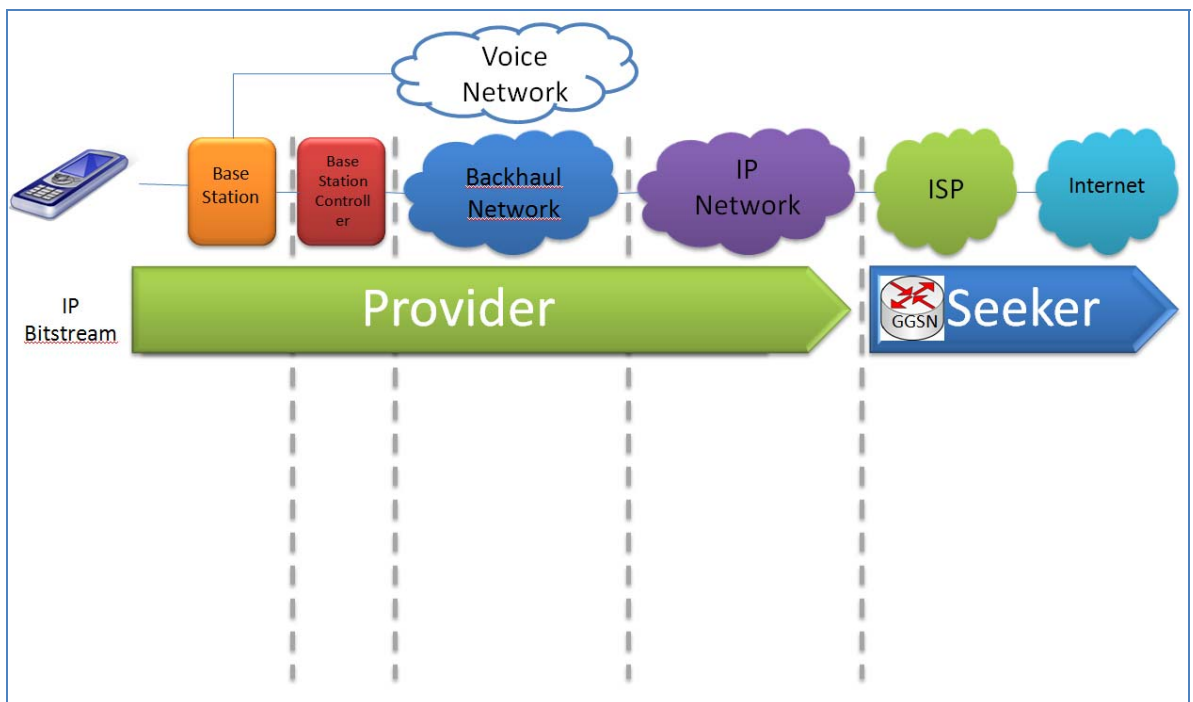 Voice
Network
Base
Station
Base
Station
Controll
er
Backhaul
Network
IP
Network
ISP
Internet
IP
Bitstream
Provider
GGSN
Seeker